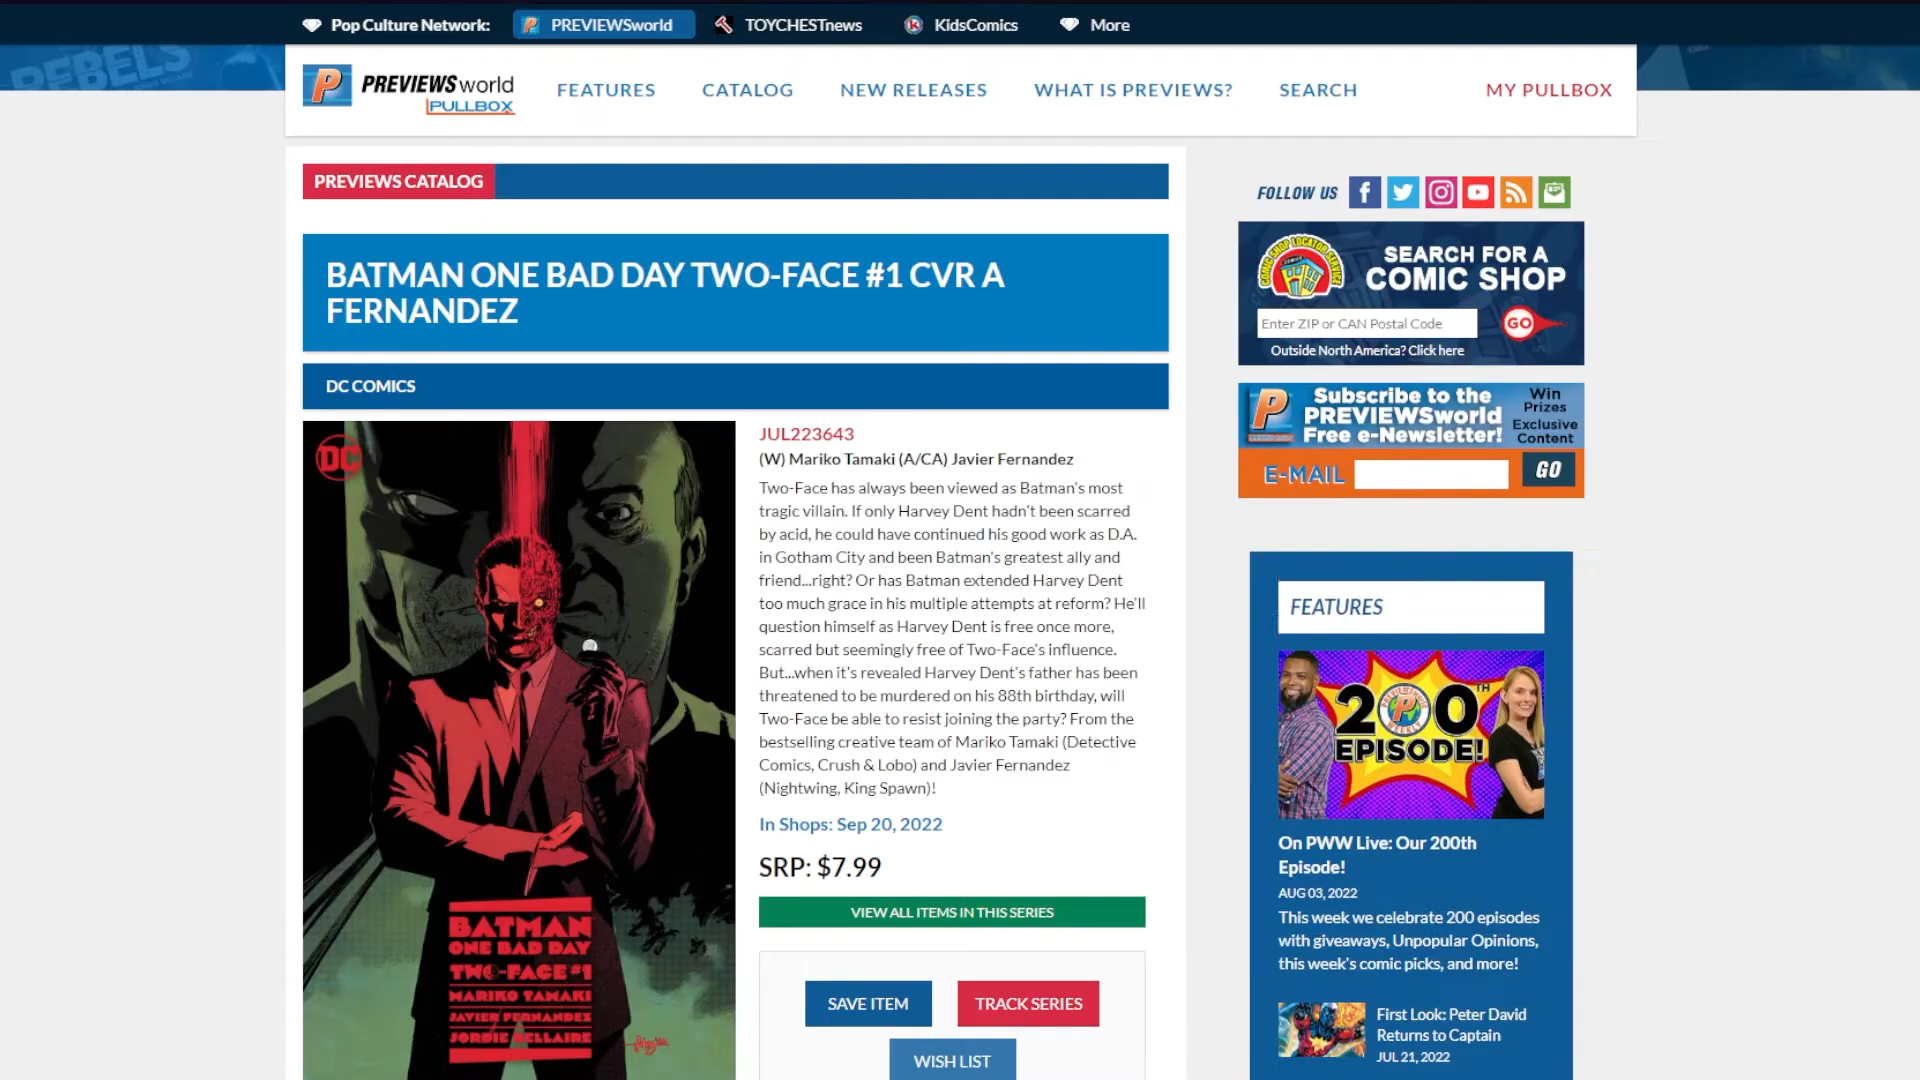 Pop Culture Network:
PREVIEWSworld
TOYCHESTnews
KidsComics
More
REBELS
PREVIEWSworld
PULLBOX
FEATURES
CATALOG
NEW RELEASES
WHAT IS PREVIEWS?
SEARCH
MY PULLBOX
PREVIEWS CATALOG
BATMAN ONE BAD DAY TWO-FACE #1 CVR A
FERNANDEZ
DC COMICS
DC
BATMAN
ONE BAD DAY
TWO-FACE #1
MARIKO TAMAKI
JAVIER FERNANDEZ
JORDIE BELLAIRE
JUL223643
(W) Mariko Tamaki (A/CA) Javier Fernandez
Two-Face has always been viewed as Batman's most
tragic villain. If only Harvey Dent hadn't been scarred
by acid, he could have continued his good work as D.A.
in Gotham City and been Batman's greatest ally and
friend...right? Or has Batman extended Harvey Dent
too much grace in his multiple attempts at reform? He'll
question himself as Harvey Dent is free once more,
scarred but seemingly free of Two-Face's influence.
But...when it's revealed Harvey Dent's father has been
threatened to be murdered on his 88th birthday, will
Two-Face be able to resist joining the party? From the
bestselling creative team of Mariko Tamaki (Detective
Comics, Crush & Lobo) and Javier Fernandez
(Nightwing, King Spawn)!
In Shops: Sep 20, 2022
SRP: $7.99
VIEW ALL ITEMS IN THIS SERIES
SAVE ITEM
TRACK SERIES
WISH LIST
FOLLOW US
COMIC SHOP LOCATOR SERVICE
SEARCH FOR A
COMIC SHOP
Enter ZIP or CAN Postal Code
GO
Outside North America? Click here
Subscribe to the
PREVIEWSworld
Free e-Newsletter!
Win
Prizes
Exclusive
Content
E-MAIL
GO
FEATURES
200TH
EPISODE!
On PWW Live: Our 200th
Episode!
AUG 03, 2022
This week we celebrate 200 episodes
with giveaways, Unpopular Opinions,
this week's comic picks, and more!
First Look: Peter David
Returns to Captain
JUL 21, 2022